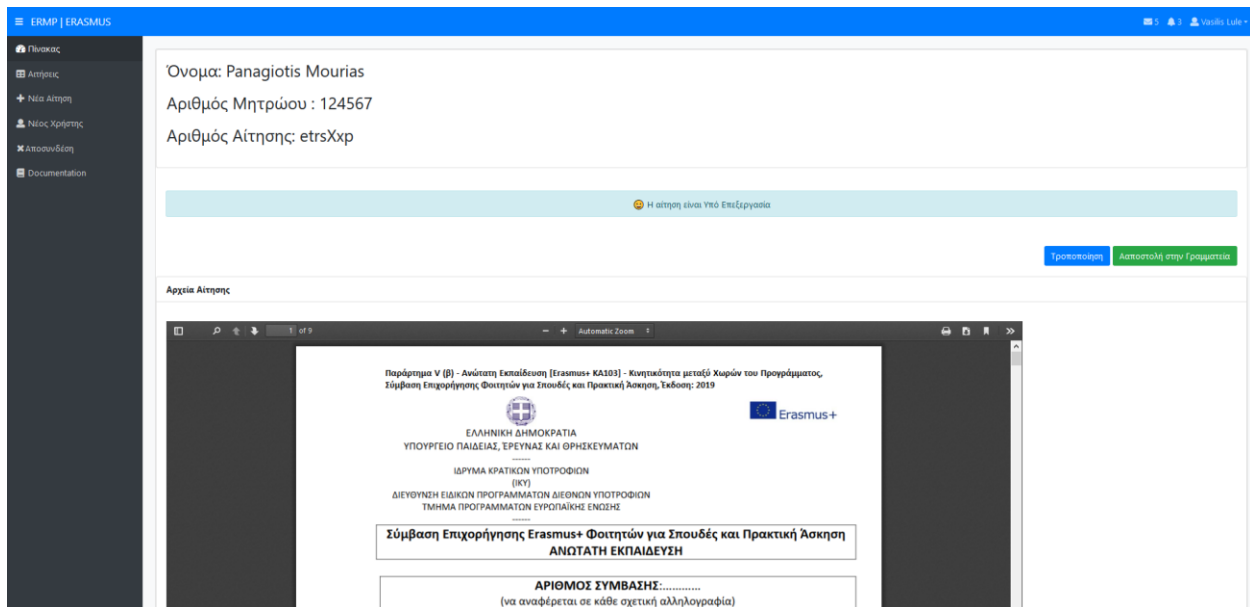 ERMP | ERASMUS
5
3
Vasilis Lule
Πίνακας
Αιτήσεις
Νέα Αίτηση
Νέος Χρήστης
Αποσυνδέση
Documentation
Όνομα: Panagiotis Mourias
Αριθμός Μητρώου : 124567
Αριθμός Αίτησης: etrsXxp
Η αίτηση είναι Υπό Επεξεργασία
Τροποποίηση
Ααποστολή στην Γραμματεία
Αρχεία Αίτησης
1 of 9
Automatic Zoom
Παράρτημα V (β) - Ανώτατη Εκπαίδευση [Erasmus+ KA103] - Κινητικότητα μεταξύ Χωρών του Προγράμματος,
Σύμβαση Επιχορήγησης Φοιτητών για Σπουδές και Πρακτική Άσκηση, Έκδοση: 2019
Erasmus+
ΕΛΛΗΝΙΚΗ ΔΗΜΟΚΡΑΤΙΑ
ΥΠΟΥΡΓΕΙΟ ΠΑΙΔΕΙΑΣ, ΈΡΕΥΝΑΣ ΚΑΙ ΘΡΗΣΚΕΥΜΑΤΩΝ
------
ΙΔΡΥΜΑ ΚΡΑΤΙΚΩΝ ΥΠΟΤΡΟΦΙΩΝ
(ΙΚΥ)
ΔΙΕΥΘΥΝΣΗ ΕΙΔΙΚΩΝ ΠΡΟΓΡΑΜΜΑΤΩΝ ΔΙΕΘΝΩΝ ΥΠΟΤΡΟΦΙΩΝ
ΤΜΗΜΑ ΠΡΟΓΡΑΜΜΑΤΩΝ ΕΥΡΩΠΑΪΚΗΣ ΕΝΩΣΗΣ
------
Σύμβαση Επιχορήγησης Erasmus+ Φοιτητών για Σπουδές και Πρακτική Άσκηση
ΑΝΩΤΑΤΗ ΕΚΠΑΙΔΕΥΣΗ
ΑΡΙΘΜΟΣ ΣΥΜΒΑΣΗΣ:............
(να αναφέρεται σε κάθε σχετική αλληλογραφία)